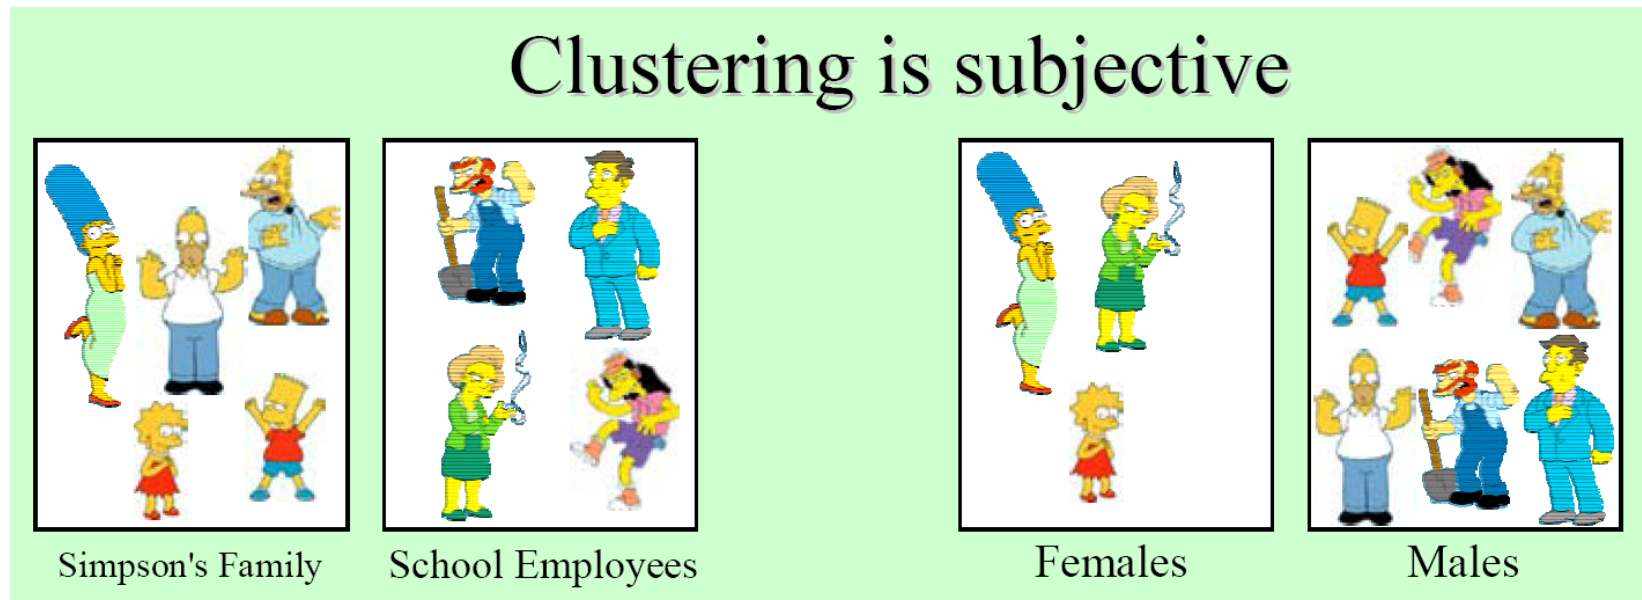 Clustering is subjective
Simpson's Family
School Employees
Females
Males